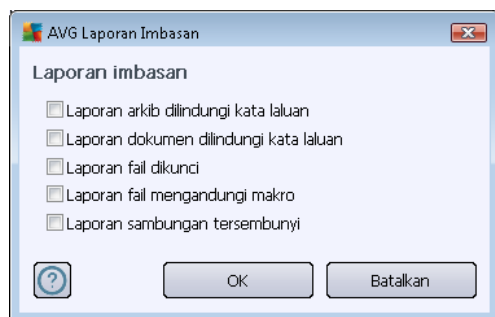 AVG Laporan Imbasan
Laporan imbasan
Laporan arkib dilindungi kata laluan
Laporan dokumen dilindungi kata laluan
Laporan fail dikunci
Laporan fail mengandungi makro
Laporan sambungan tersembunyi
?
OK
Batalkan